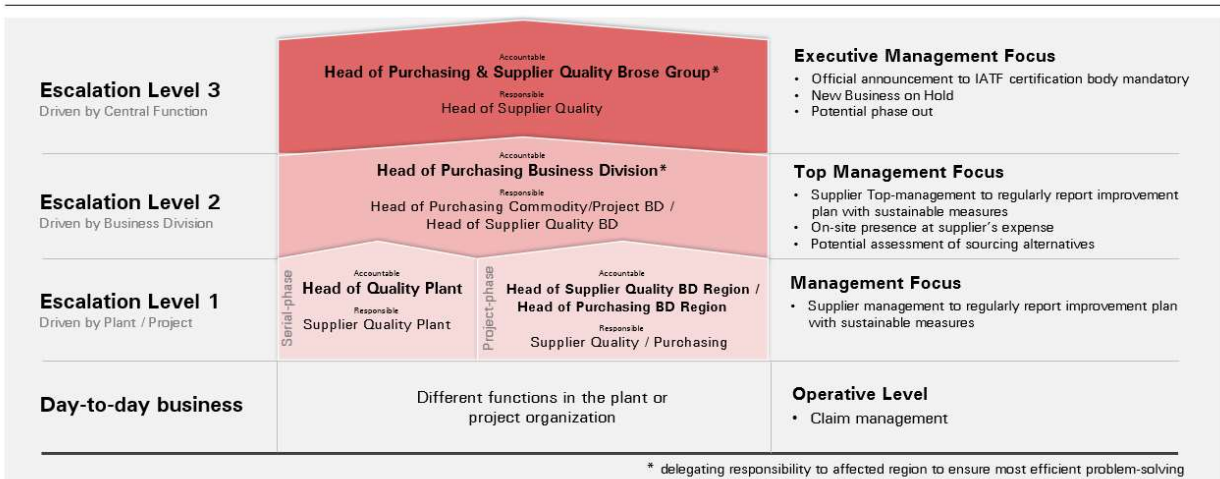 Escalation Level 3
Driven by Central Function
Accountable
Head of Purchasing & Supplier Quality Brose Group*
Responsible
Head of Supplier Quality
Executive Management Focus
• Official announcement to IATF certification body mandatory
• New Business on Hold
• Potential phase out
Escalation Level 2
Driven by Business Division
Accountable
Head of Purchasing Business Division*
Responsible
Head of Purchasing Commodity/Project BD /
Head of Supplier Quality BD
Top Management Focus
• Supplier Top-management to regularly report improvement
plan with sustainable measures
• On-site presence at supplier's expense
• Potential assessment of sourcing alternatives
Escalation Level 1
Driven by Plant / Project
Serial-phase
Accountable
Head of Quality Plant
Responsible
Supplier Quality Plant
Project-phase
Accountable
Head of Supplier Quality BD Region /
Head of Purchasing BD Region
Responsible
Supplier Quality / Purchasing
Management Focus
• Supplier management to regularly report improvement plan
with sustainable measures
Day-to-day business
Different functions in the plant or
project organization
Operative Level
• Claim management
* delegating responsibility to affected region to ensure most efficient problem-solving